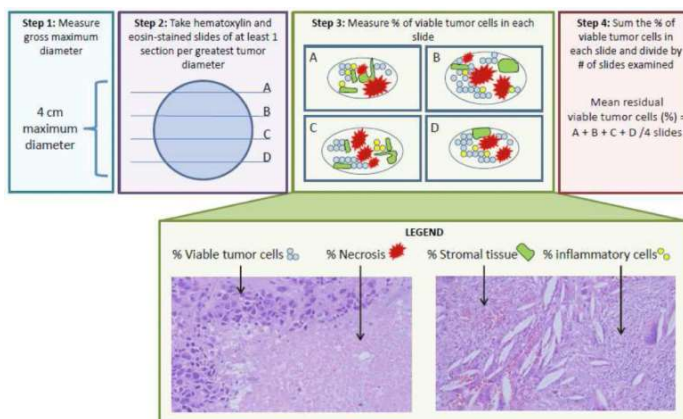 Step 1: Measure
gross maximum
diameter
4 cm
maximum
diameter
Step 2: Take hematoxylin and
eosin-stained slides of at least 1
section per greatest tumor
diameter
A
B
C
D
Step 3: Measure % of viable tumor cells in each
slide
A
B
C
D
Step 4: Sum the % of
viable tumor cells in
each slide and divide by
# of slides examined
Mean residual
viable tumor cells (%) =
A + B + C + D /4 slides
LEGEND
% Viable tumor cells
% Necrosis
% Stromal tissue
% inflammatory cells